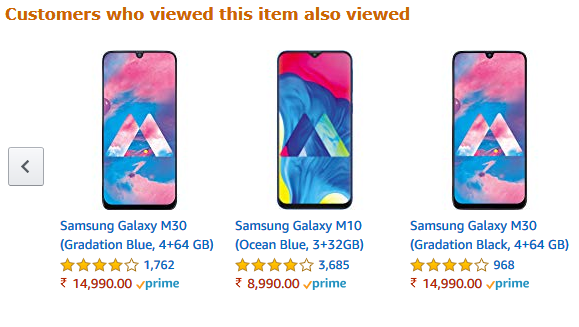 Customers who viewed this item also viewed
Samsung Galaxy M30
(Gradation Blue, 4+64 GB)
1,762
₹ 14,990.00 prime
Samsung Galaxy M10
(Ocean Blue, 3+32GB)
3,685
₹ 8,990.00 prime
Samsung Galaxy M30
(Gradation Black, 4+64 GB)
968
₹ 14,990.00 prime